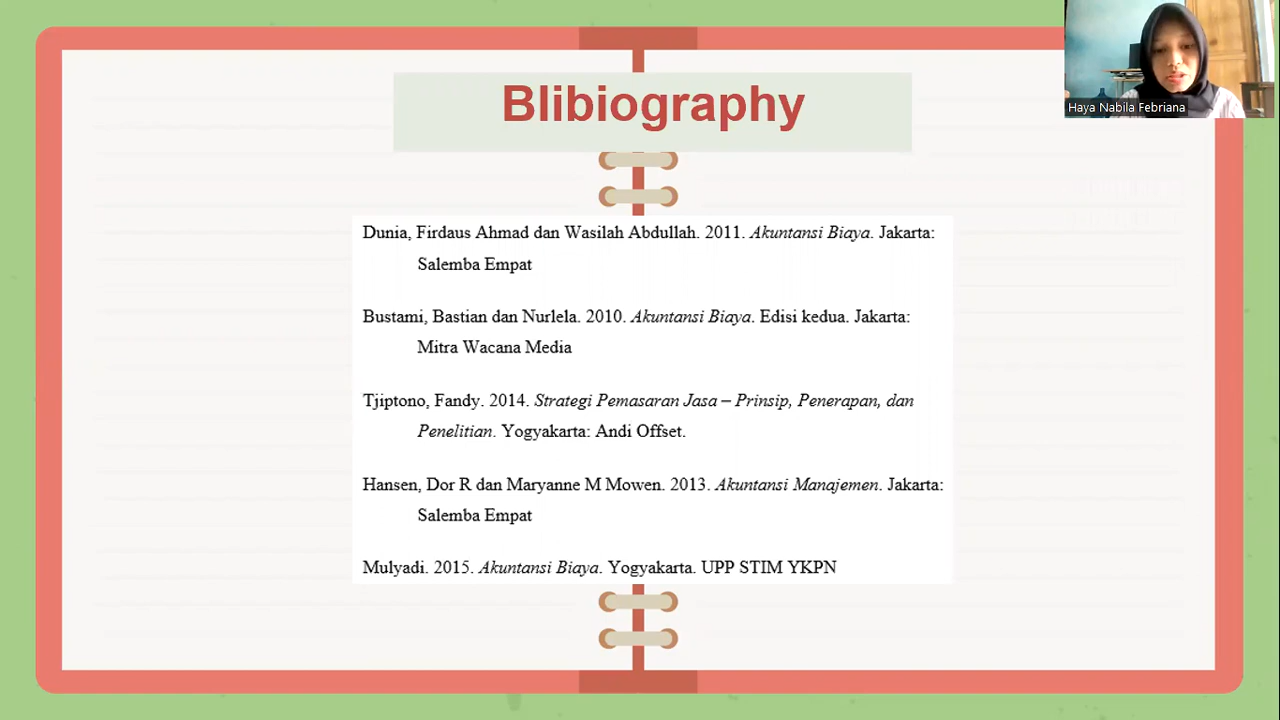 Blibiography
Haya Nabila Febriana
Dunia, Firdaus Ahmad dan Wasilah Abdullah. 2011. Akuntansi Biaya. Jakarta:
Salemba Empat
Bustami, Bastian dan Nurlela. 2010. Akuntansi Biaya. Edisi kedua. Jakarta:
Mitra Wacana Media
Tjiptono, Fandy. 2014. Strategi Pemasaran Jasa – Prinsip, Penerapan, dan
Penelitian. Yogyakarta: Andi Offset.
Hansen, Dor R dan Maryanne M Mowen. 2013. Akuntansi Manajemen. Jakarta:
Salemba Empat
Mulyadi. 2015. Akuntansi Biaya. Yogyakarta. UPP STIM YKPN